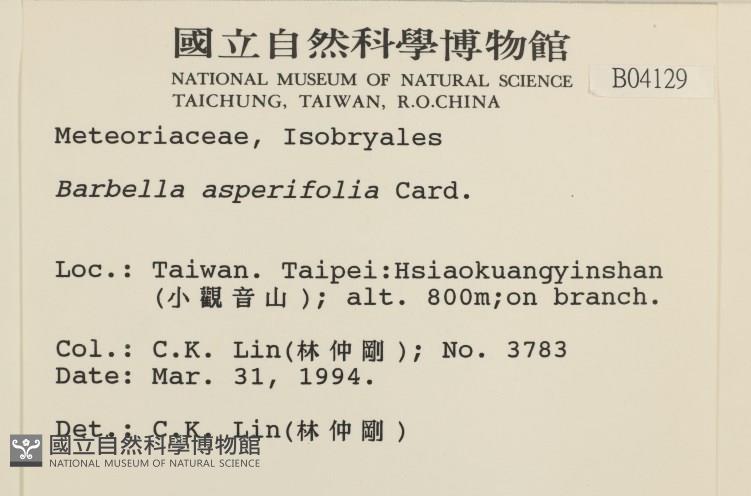 國立自然科學博物館
NATIONAL MUSEUM OF NATURAL SCIENCE
TAICHUNG, TAIWAN, R.O.CHINA
B04129
Meteoriaceae, Isobryales
Barbella asperifolia Card.
Loc.: Taiwan. Taipei:Hsiaokuangyinshan
(小觀音山); alt. 800m;on branch.
Col.: C.K. Lin(林仲剛); No. 3783
Date: Mar. 31, 1994.
Det.: C.K. Lin(林仲剛)
國立自然科學博物館
NATIONAL MUSEUM OF NATURAL SCIENCE